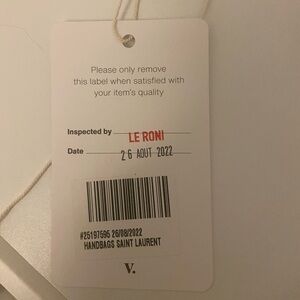 Please only remove
this label when satisfied with
your item's quality
Inspected by LE RONI
Date 26 AOUT 2022
#25197595 26/08/2022
HANDBAGS SAINT LAURENT
V.